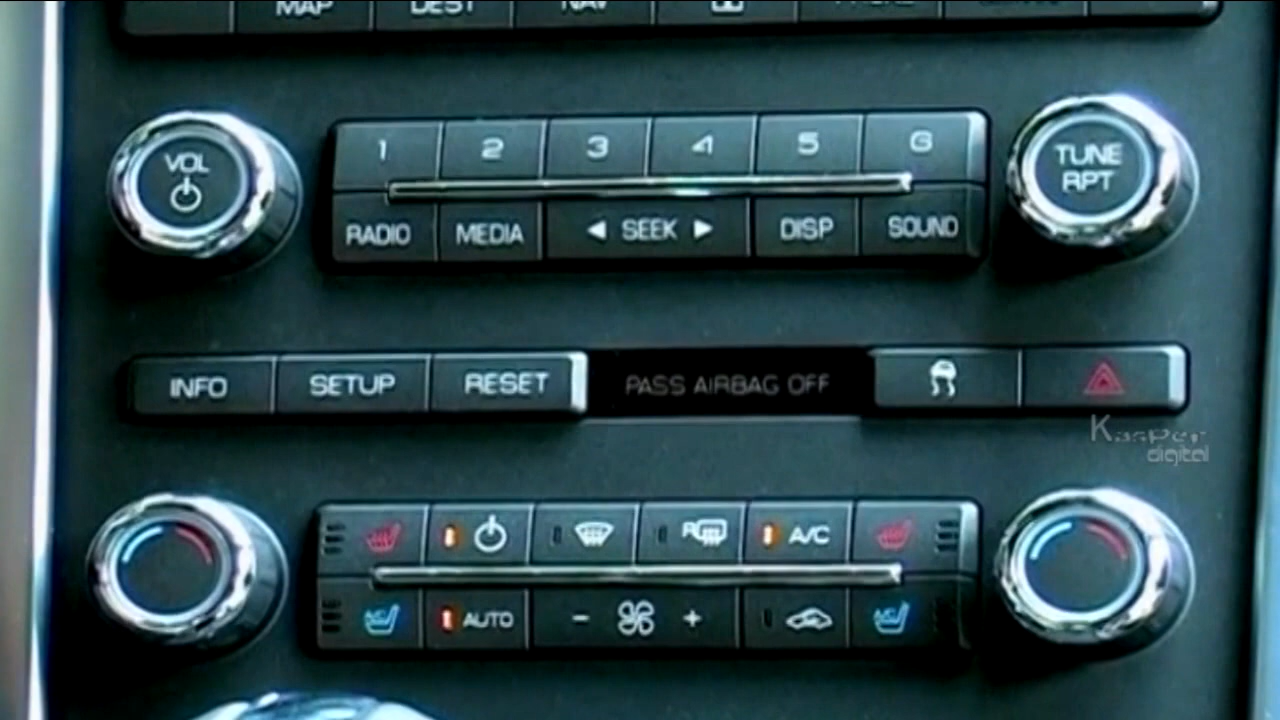 MAP DEST NAV
VOL
1 2 3 4 5 6
TUNE
RPT
RADIO MEDIA ◀ SEEK ▶ DISP SOUND
INFO SETUP RESET PASS AIRBAG OFF
Kasper
digital
R A/C
A/C AUTO - + A/C